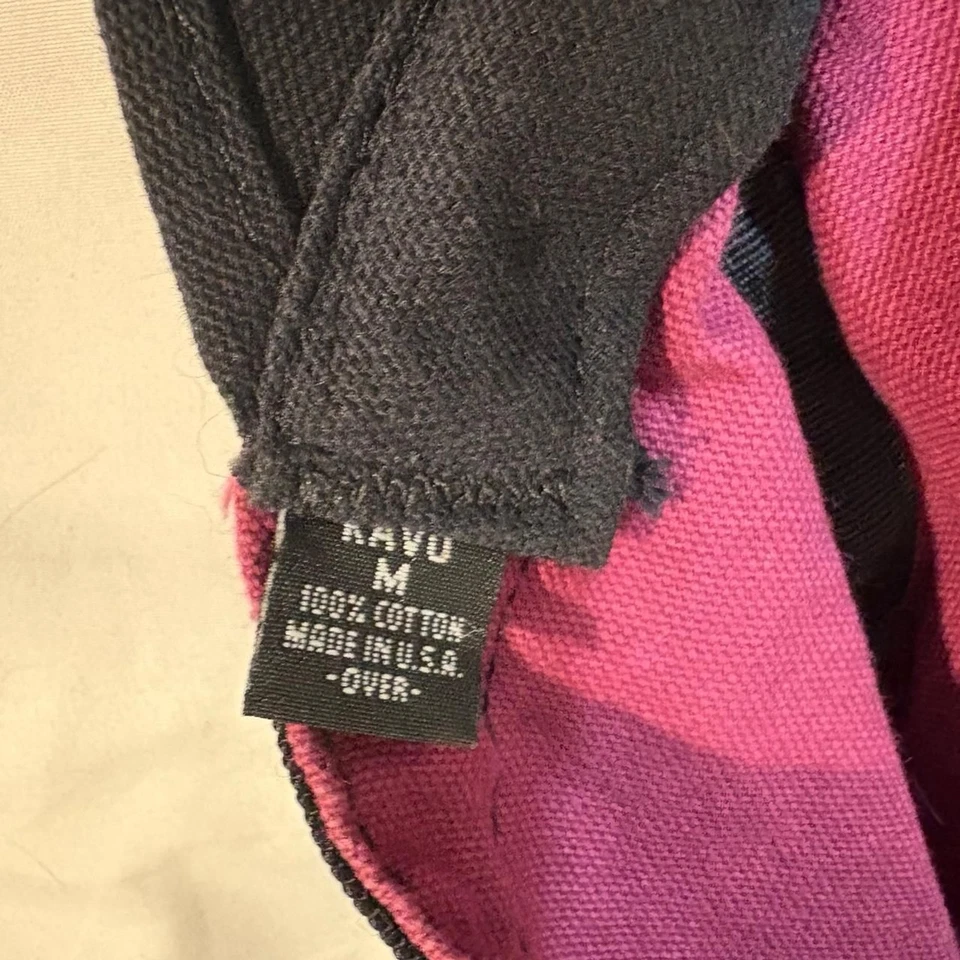 KAVU
M
100% COTTON
MADE IN U.S.A.
-OVER-